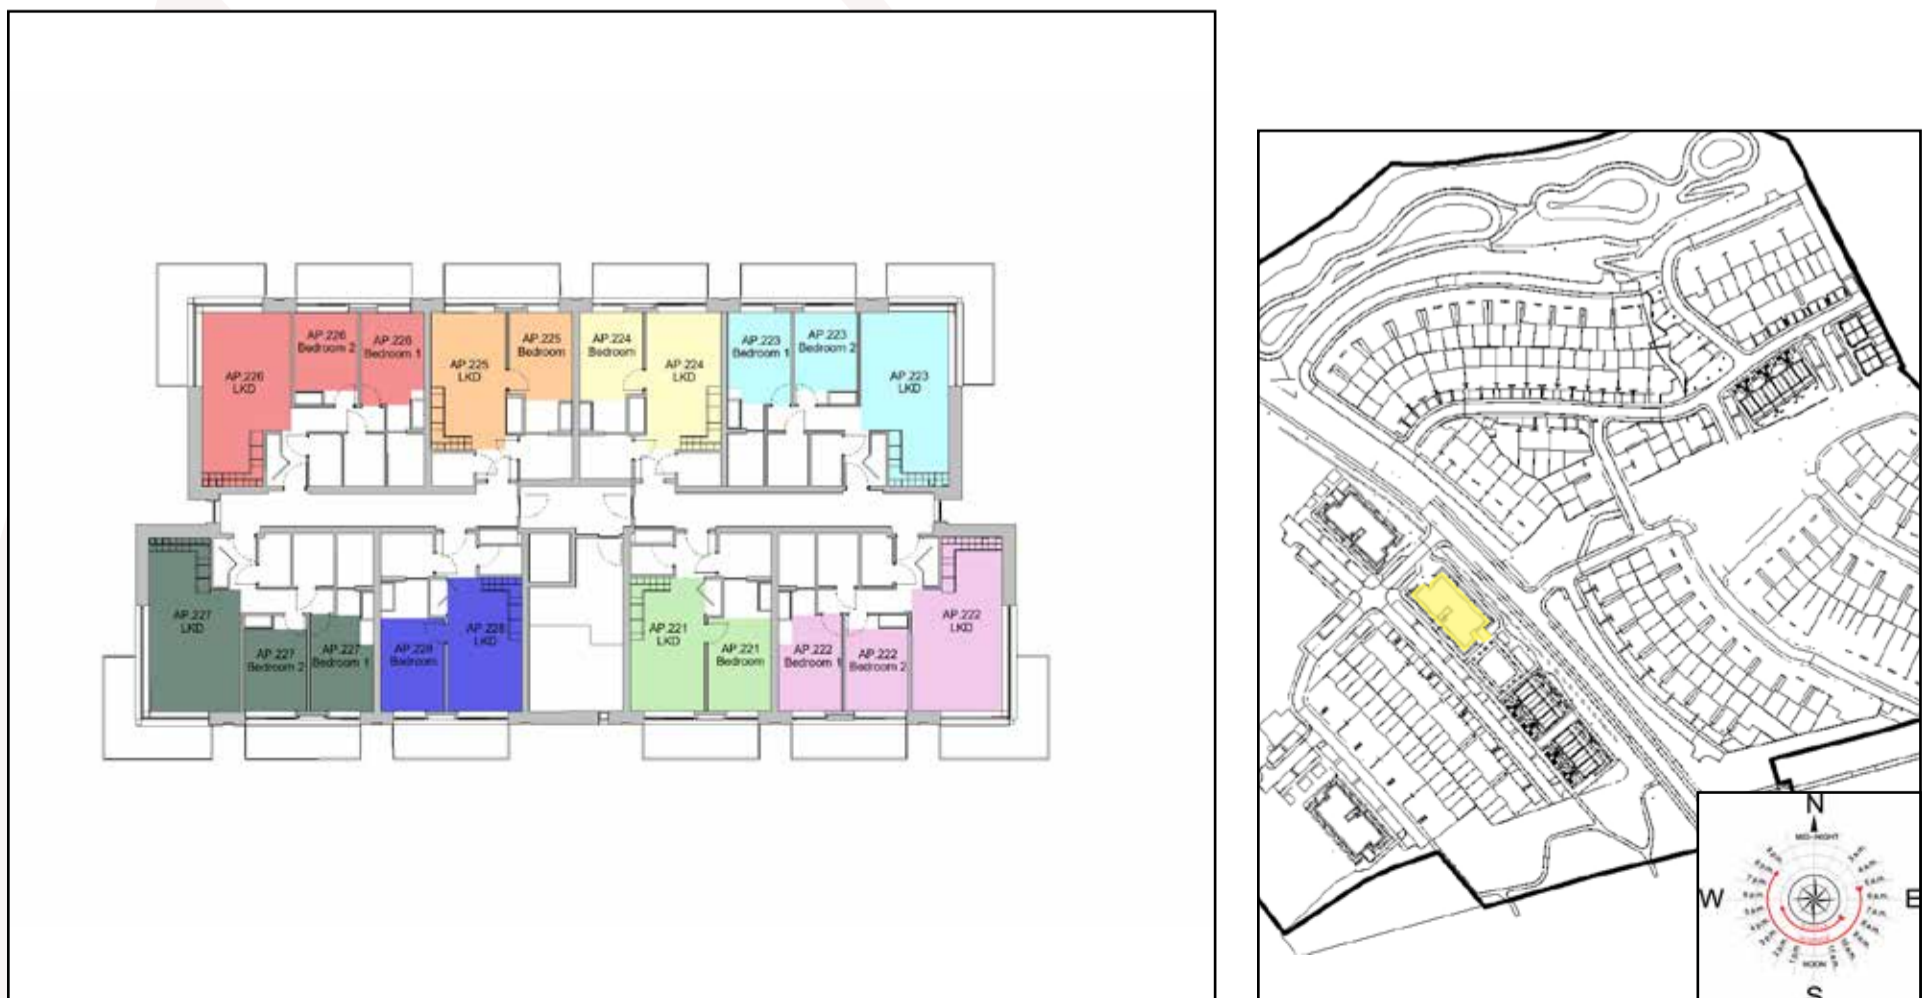 AP.226
Bedroom 2
AP.226
Bedroom 1
AP.226
LKD
AP.225
LKD
AP.225
Bedroom
AP.224
Bedroom
AP.224
LKD
AP.223
Bedroom 1
AP.223
Bedroom 2
AP.223
LKD
AP.227
LKD
AP.227
Bedroom 2
AP.227
Bedroom 1
AP.228
Bedroom
AP.228
LKD
AP.221
LKD
AP.221
Bedroom
AP.222
Bedroom 1
AP.222
Bedroom 2
AP.222
LKD
N
MID-NIGHT
W
E
NOON
S